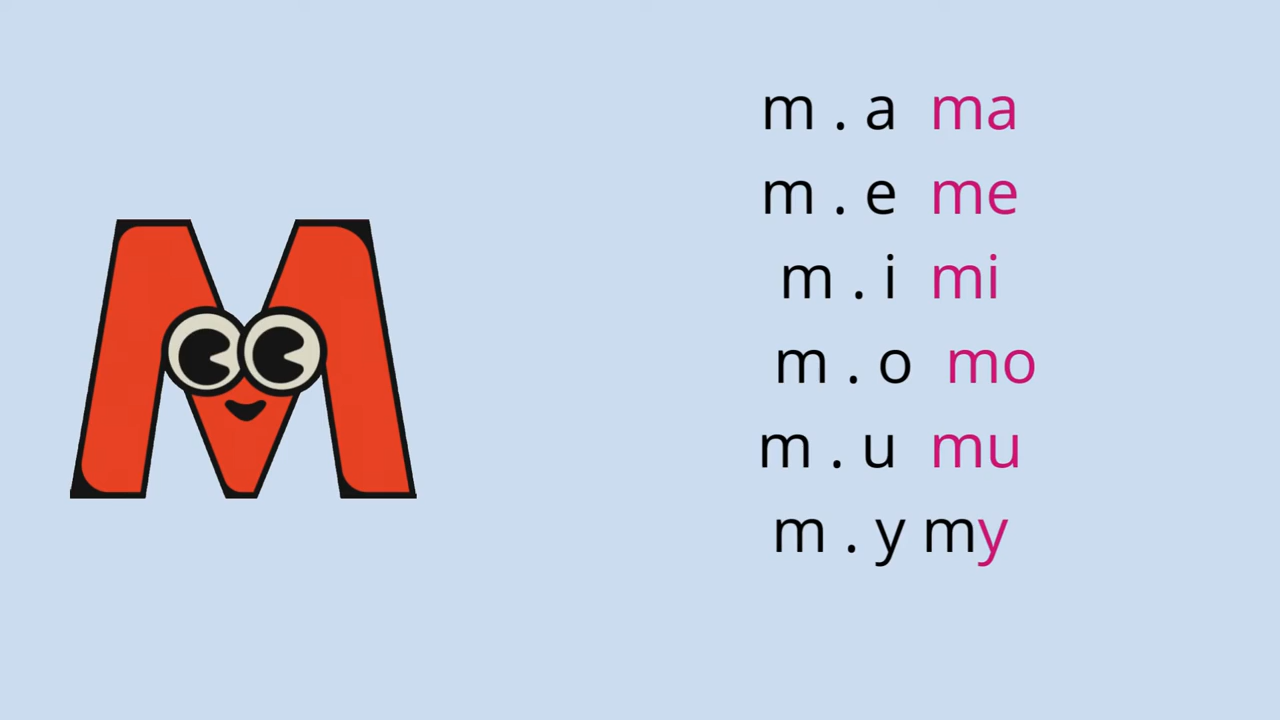 M
m . a ma
m . e me
m . i mi
m . o mo
m . u mu
m . y my